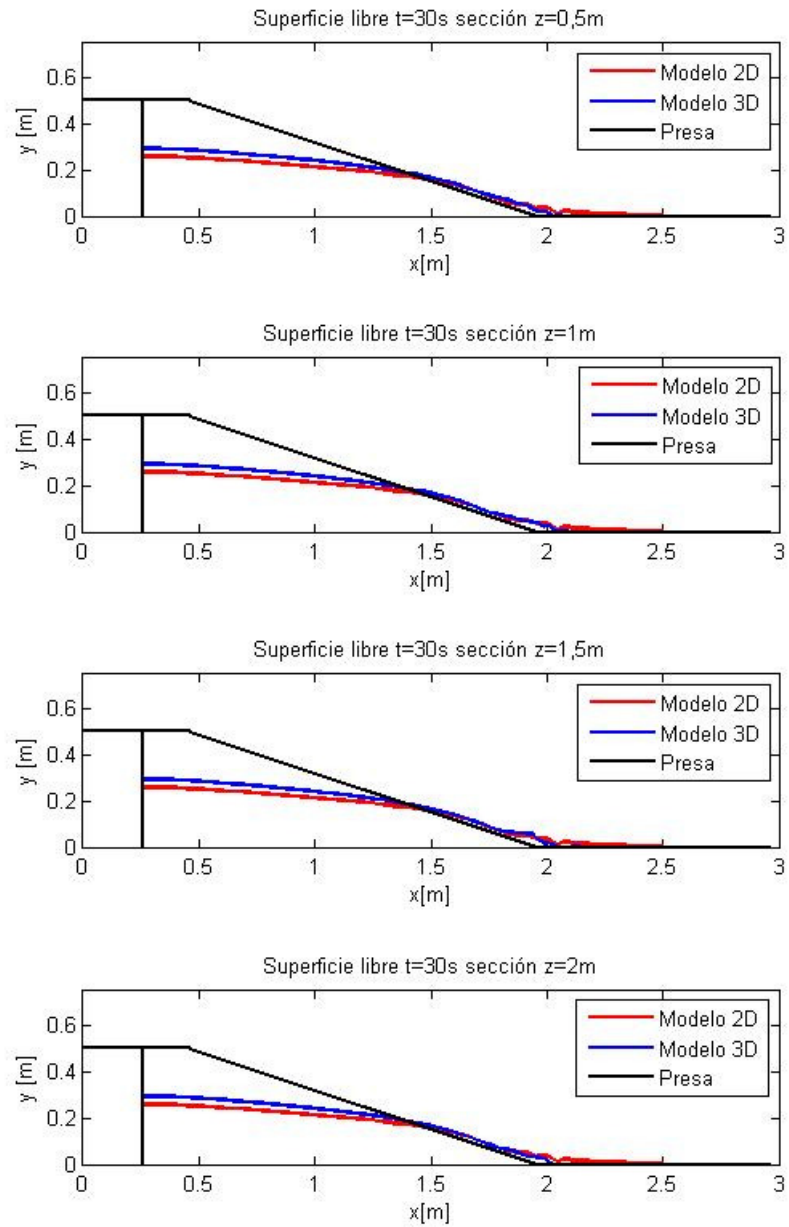 Superficie libre t=30s sección z=0,5m
Modelo 2D
Modelo 3D
Presa
y [m]
0.6
0.4
0.2
0
0 0.5 1 1.5 2 2.5 3
x[m]
Superficie libre t=30s sección z=1m
Modelo 2D
Modelo 3D
Presa
y [m]
0.6
0.4
0.2
0
0 0.5 1 1.5 2 2.5 3
x[m]
Superficie libre t=30s sección z=1,5m
Modelo 2D
Modelo 3D
Presa
y [m]
0.6
0.4
0.2
0
0 0.5 1 1.5 2 2.5 3
x[m]
Superficie libre t=30s sección z=2m
Modelo 2D
Modelo 3D
Presa
y [m]
0.6
0.4
0.2
0
0 0.5 1 1.5 2 2.5 3
x[m]